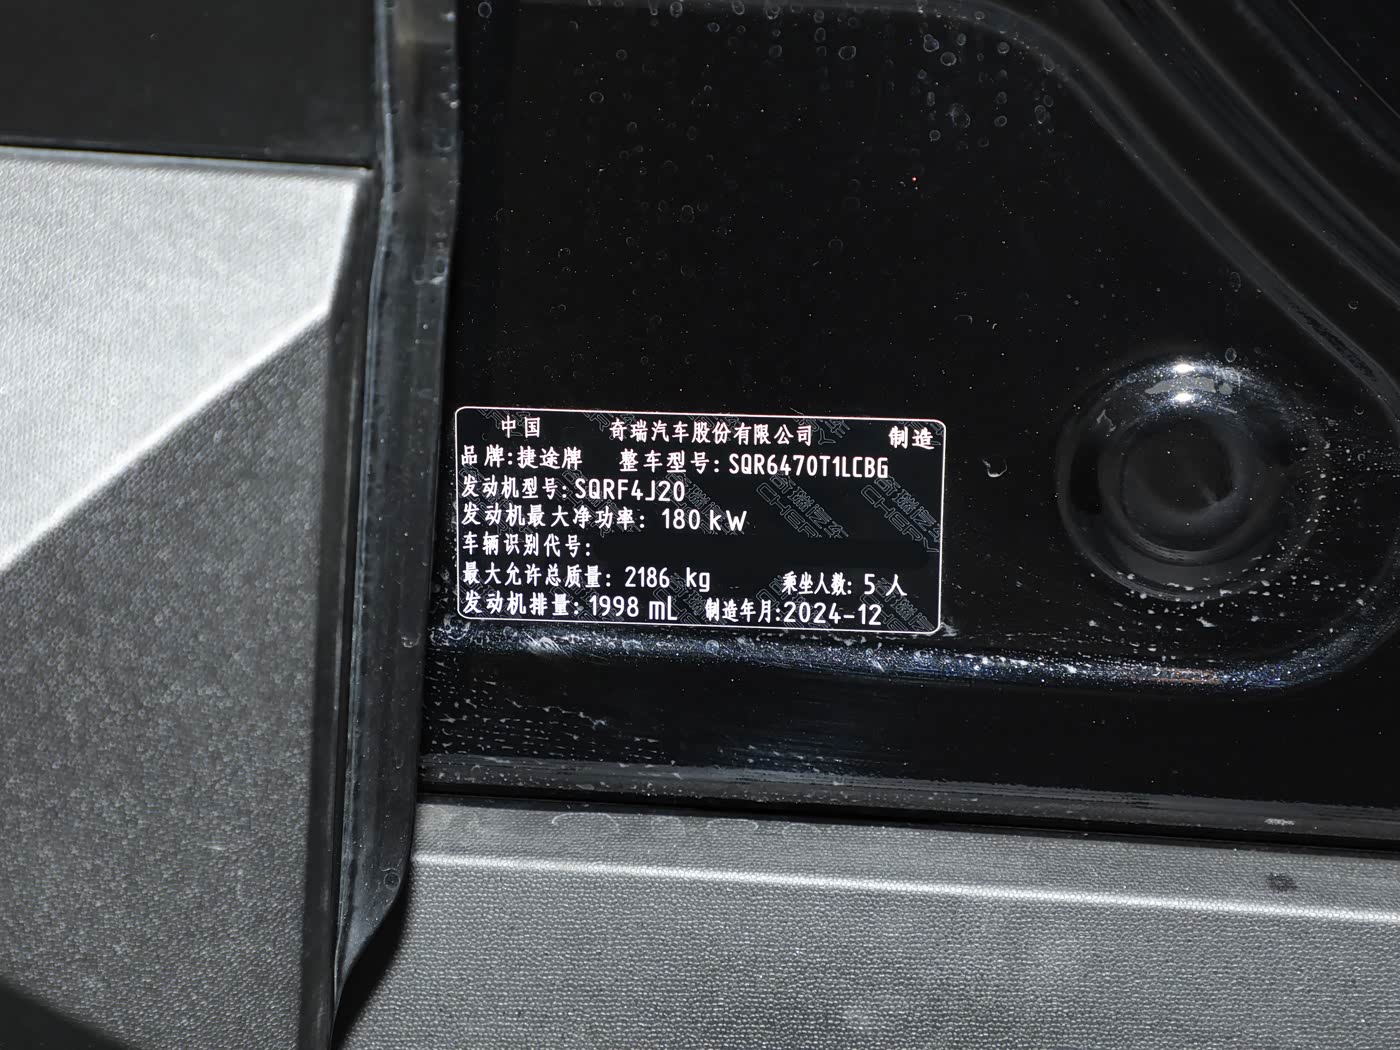 中国 奇瑞汽车股份有限公司 制造
品牌:捷途牌 整车型号:SQR6470T1LCBG
发动机型号:SQRF4J20
发动机最大净功率: 180kW
车辆识别代号:
最大允许总质量: 2186 kg 乘坐人数: 5 人
发动机排量: 1998 mL 制造年月:2024-12